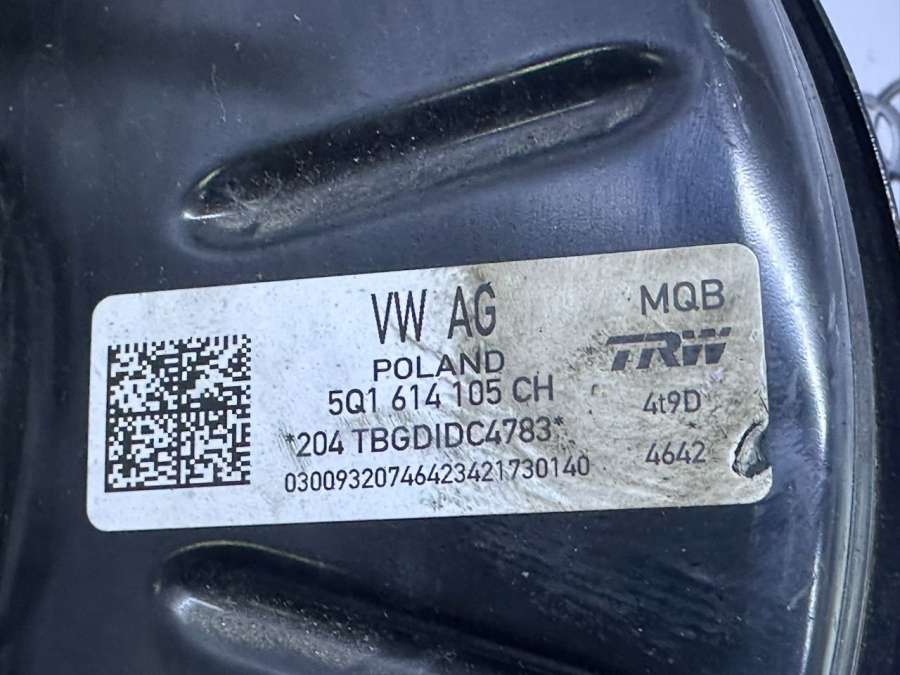 VW AG
MQB
POLAND
TRW
5Q1 614 105 CH
4t9D
*204 TBGDIDC4783*
4642
03009320746423421730140